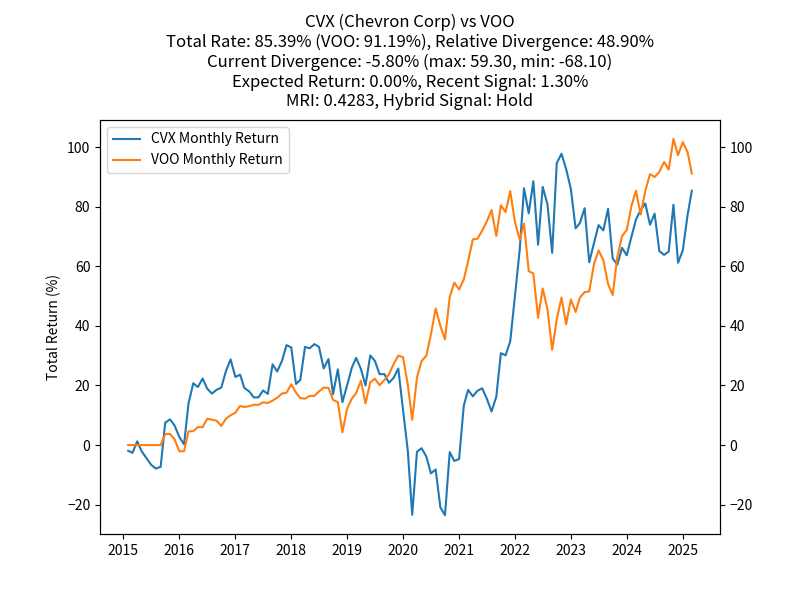 CVX (Chevron Corp) vs VOO
Total Rate: 85.39% (VOO: 91.19%), Relative Divergence: 48.90%
Current Divergence: -5.80% (max: 59.30, min: -68.10)
Expected Return: 0.00%, Recent Signal: 1.30%
MRI: 0.4283, Hybrid Signal: Hold
CVX Monthly Return
VOO Monthly Return
Total Return (%)
100
80
60
40
20
0
−20
100
80
60
40
20
0
−20
2015 2016 2017 2018 2019 2020 2021 2022 2023 2024 2025